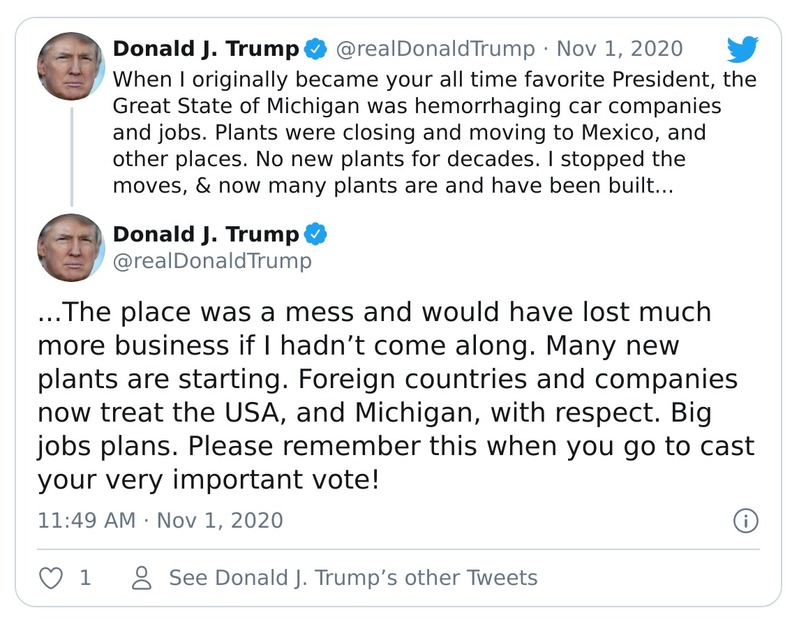 Donald J. Trump @realDonaldTrump · Nov 1, 2020
When I originally became your all time favorite President, the
Great State of Michigan was hemorrhaging car companies
and jobs. Plants were closing and moving to Mexico, and
other places. No new plants for decades. I stopped the
moves, & now many plants are and have been built...
Donald J. Trump
@realDonaldTrump
...The place was a mess and would have lost much
more business if I hadn’t come along. Many new
plants are starting. Foreign countries and companies
now treat the USA, and Michigan, with respect. Big
jobs plans. Please remember this when you go to cast
your very important vote!
11:49 AM · Nov 1, 2020
1 See Donald J. Trump’s other Tweets